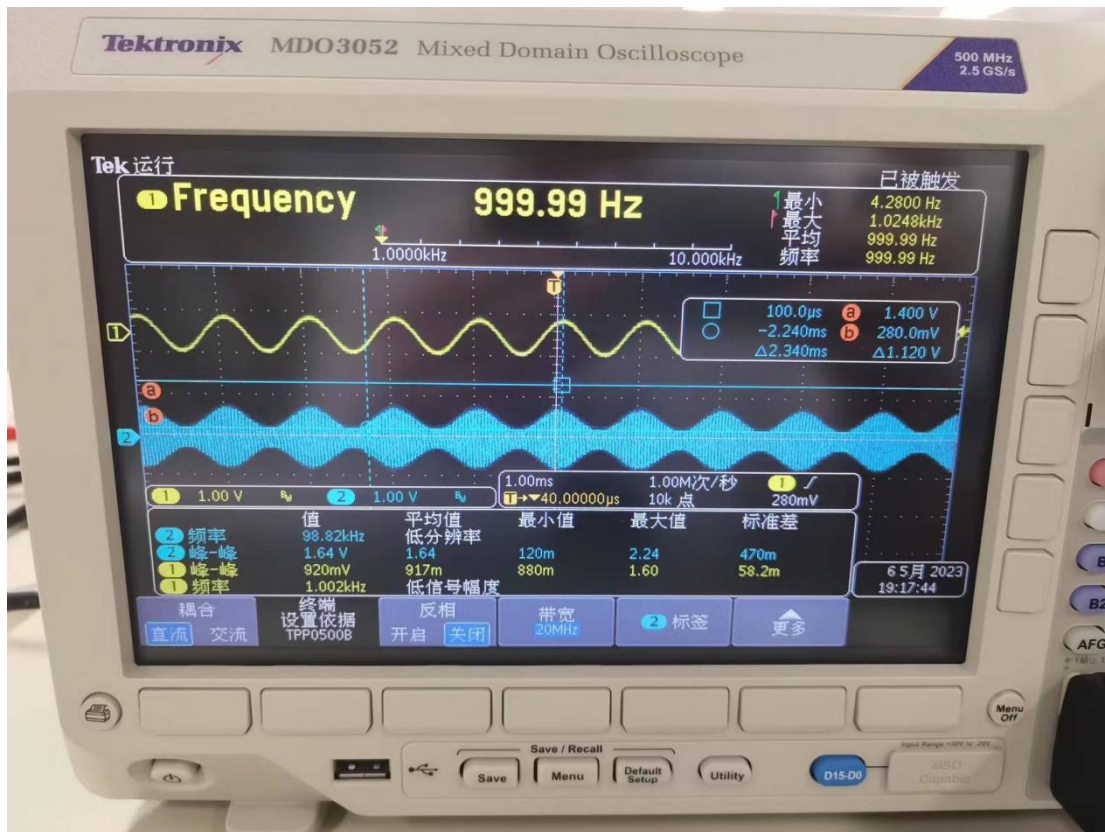 Tektronix MDO3052 Mixed Domain Oscilloscope
500 MHz
2.5 GS/s
Tek 运行
已被触发
1 Frequency 999.99 Hz
最小 4.2800 Hz
最大 1.0248kHz
平均 999.99 Hz
频率 999.99 Hz
1.0000kHz 10.000kHz
T
1
100.0µs a 1.400 V
-2.240ms b 280.0mV
△2.340ms △1.120 V
a
b
2
1 1.00 V BW 2 1.00 V BW
1.00ms 1.00M次/秒 1
T→▼40.00000µs 10k 点 280mV
值 平均值 最小值 最大值 标准差
2 频率 98.82kHz 低分辨率
2 峰-峰 1.64 V 1.64 120m 2.24 470m
1 峰-峰 920mV 917m 880m 1.60 58.2m
1 频率 1.002kHz 低信号幅度
6 5月 2023
19:17:44
耦合
直流 交流
终端
设置依据
TPP0500B
反相
开启 关闭
带宽
20MHz
2 标签
更多
Menu
Off
Save / Recall
Save
Menu
Default
Setup
Utility
D15-D0
MSO
Capable
B
B2
AFG